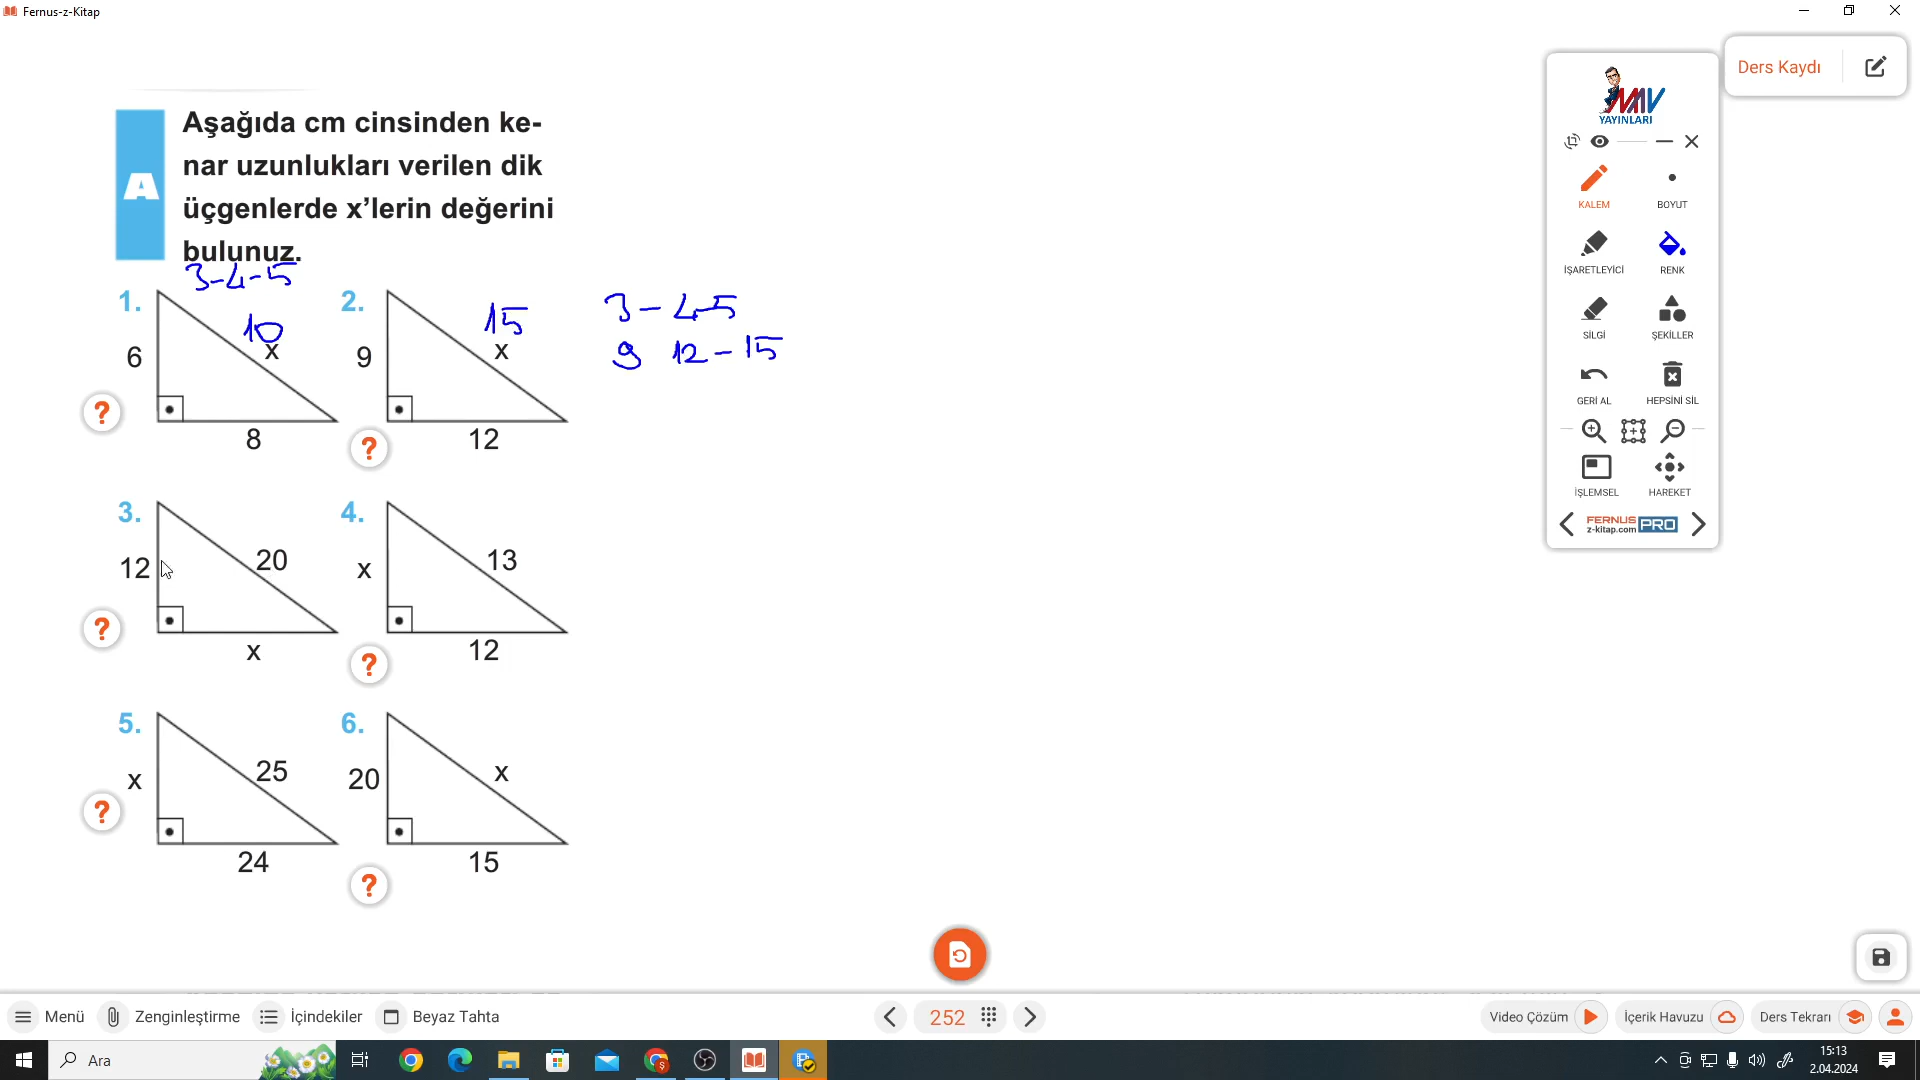 Fernus-z-Kitap
Ders Kaydı
MMV
YAYINLARI
A
Aşağıda cm cinsinden ke-
nar uzunlukları verilen dik
üçgenlerde x'lerin değerini
bulunuz.
3-4-5
1.
10
x
6
8
?
2.
15
x
9
12
?
3-4-5
9 12-15
3.
12
20
x
?
4.
x
13
12
?
5.
x
25
24
?
6.
20
x
15
?
KALEM
BOYUT
İŞARETLEYİCİ
RENK
SİLGİ
ŞEKİLLER
GERİ AL
HEPSİNİ SİL
İŞLEMSEL
HAREKET
FERNUS
z-kitap.com
PRO
Menü
Zenginleştirme
İçindekiler
Beyaz Tahta
252
Video Çözüm
İçerik Havuzu
Ders Tekrarı
Ara
15:13
2.04.2024